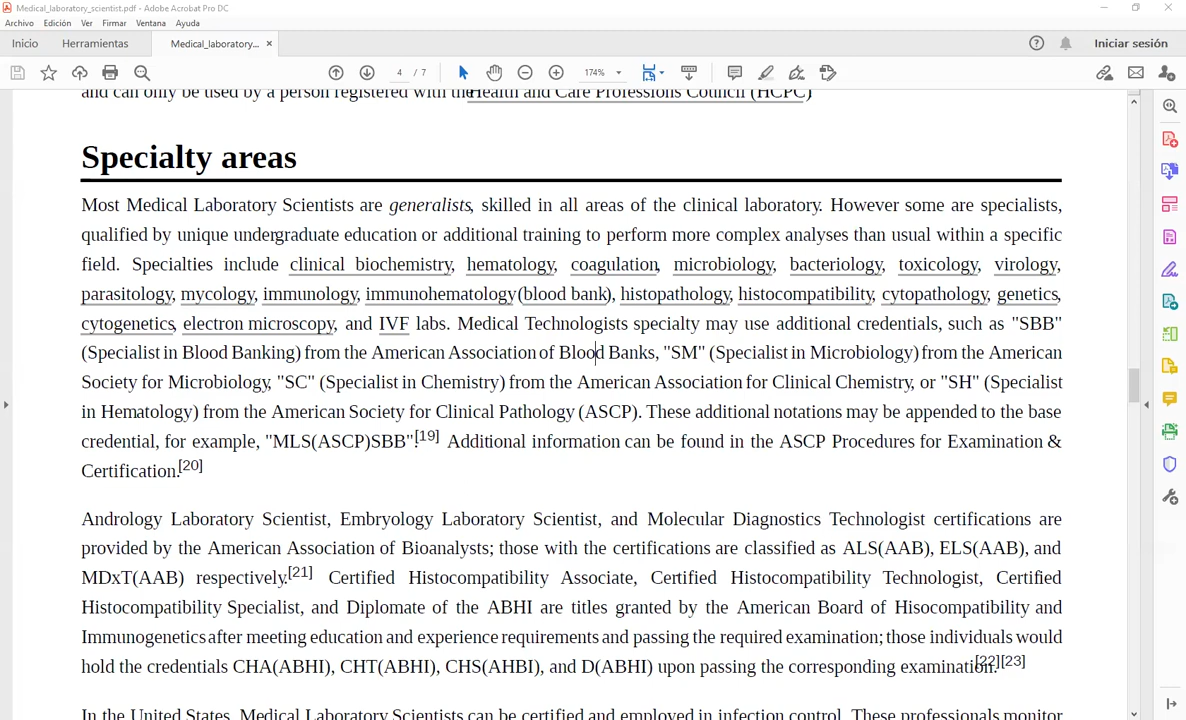 Medical_laboratory_scientist.pdf - Adobe Acrobat Pro DC
Archivo Edición Ver Firmar Ventana Ayuda
Inicio Herramientas Medical_laboratory... × Iniciar sesión
4 / 7 174%
and can only be used by a person registered with the Health and Care Professions Council (HCPC)
Specialty areas
Most Medical Laboratory Scientists are generalists, skilled in all areas of the clinical laboratory. However some are specialists,
qualified by unique undergraduate education or additional training to perform more complex analyses than usual within a specific
field. Specialties include clinical biochemistry, hematology, coagulation, microbiology, bacteriology, toxicology, virology,
parasitology, mycology, immunology, immunohematology (blood bank), histopathology, histocompatibility, cytopathology, genetics,
cytogenetics, electron microscopy, and IVF labs. Medical Technologists specialty may use additional credentials, such as "SBB"
(Specialist in Blood Banking) from the American Association of Blood Banks, "SM" (Specialist in Microbiology) from the American
Society for Microbiology, "SC" (Specialist in Chemistry) from the American Association for Clinical Chemistry, or "SH" (Specialist
in Hematology) from the American Society for Clinical Pathology (ASCP). These additional notations may be appended to the base
credential, for example, "MLS(ASCP)SBB".[19] Additional information can be found in the ASCP Procedures for Examination &
Certification.[20]
Andrology Laboratory Scientist, Embryology Laboratory Scientist, and Molecular Diagnostics Technologist certifications are
provided by the American Association of Bioanalysts; those with the certifications are classified as ALS(AAB), ELS(AAB), and
MDxT(AAB) respectively.[21] Certified Histocompatibility Associate, Certified Histocompatibility Technologist, Certified
Histocompatibility Specialist, and Diplomate of the ABHI are titles granted by the American Board of Hisocompatibility and
Immunogenetics after meeting education and experience requirements and passing the required examination; those individuals would
hold the credentials CHA(ABHI), CHT(ABHI), CHS(AHBI), and D(ABHI) upon passing the corresponding examination.[22][23]
In the United States, Medical Laboratory Scientists can be certified and employed in infection control. These professionals monitor